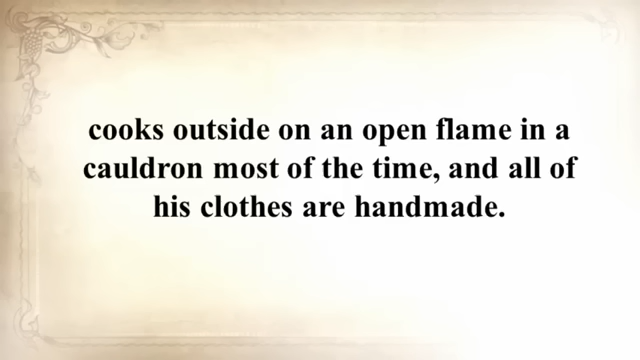 cooks outside on an open flame in a
cauldron most of the time, and all of
his clothes are handmade.